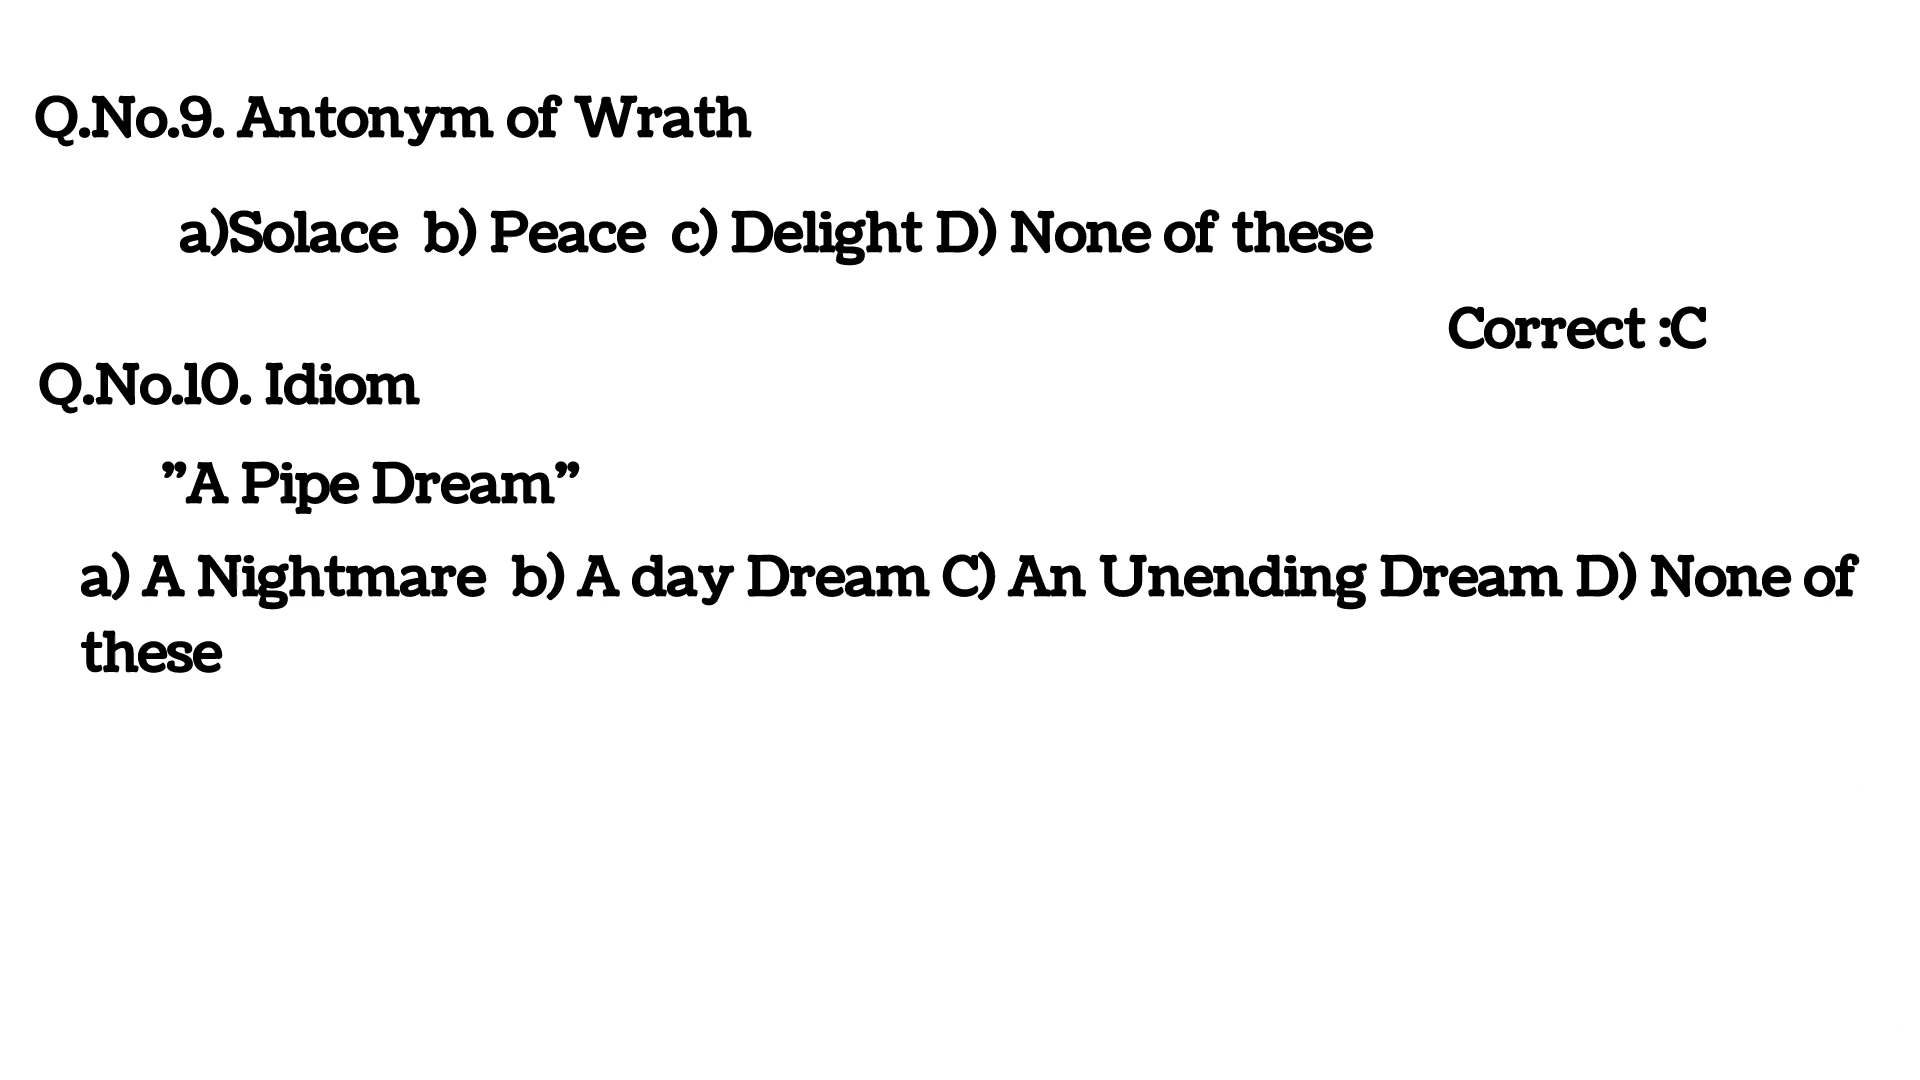 Q.No.9. Antonym of Wrath
a)Solace b) Peace c) Delight D) None of these
Correct :C
Q.No.10. Idiom
”A Pipe Dream”
a) A Nightmare b) A day Dream C) An Unending Dream D) None of
these